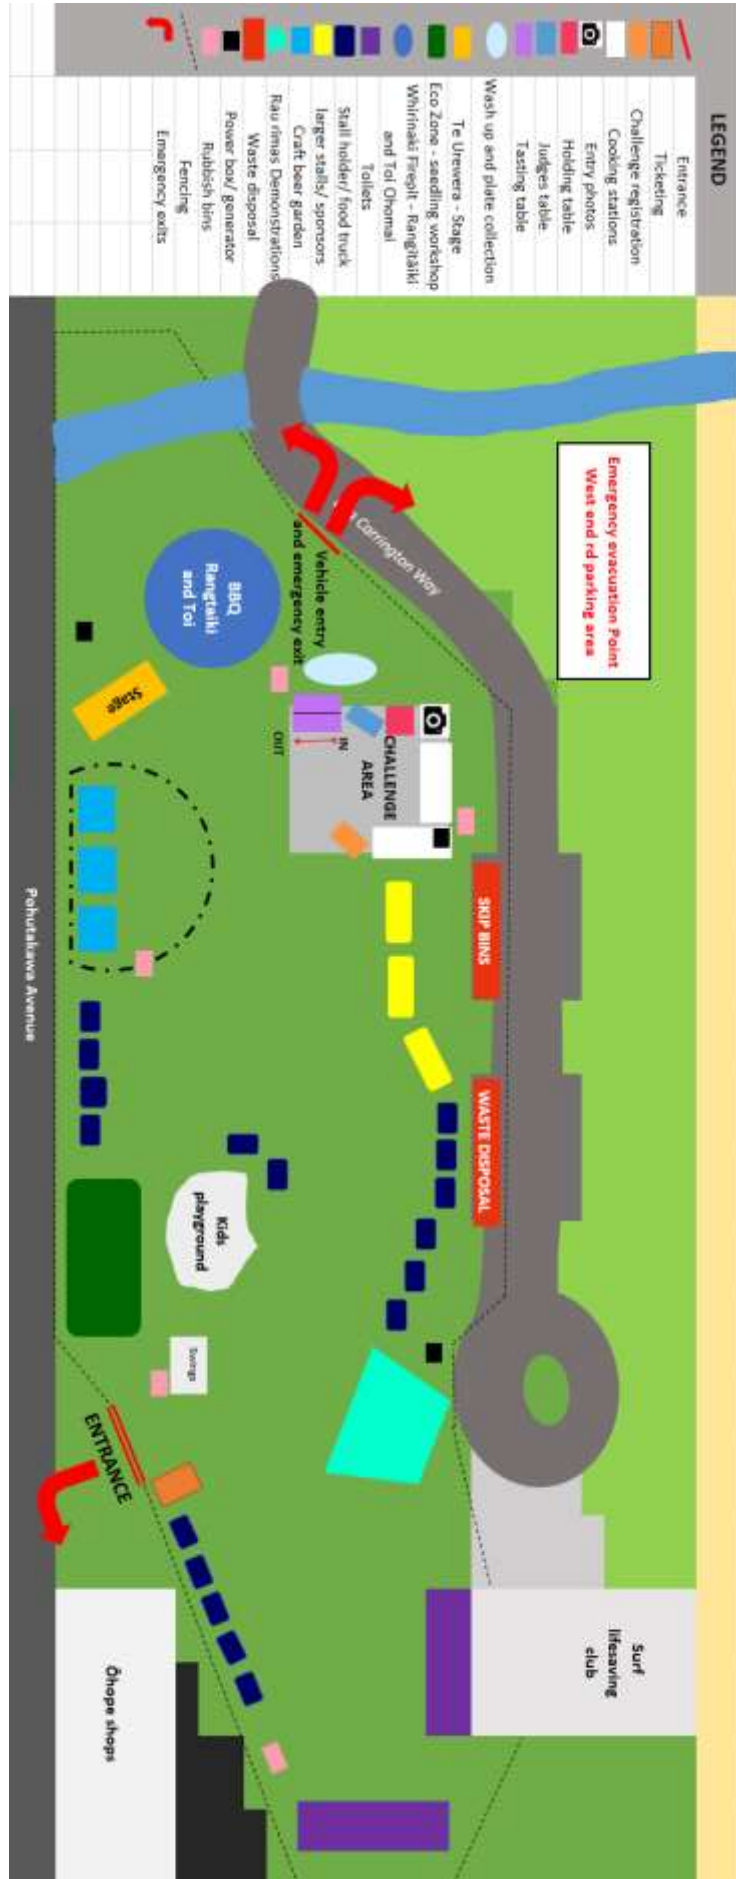 LEGEND
Entrance
Ticketing
Challenge registration
Cooking stations
Entry photos
Holding table
Judges table
Tasting table
Wash up and plate collection
Te Urewera - Stage
Eco Zone - seedling workshop
Whirinaki Firepit - Rangitāiki
and Toi Ohomai
Toilets
Stall holder/ food truck
larger stalls/ sponsors
Craft beer garden
Rau rimas Demonstrations
Waste disposal
Power box/ generator
Rubbish bins
Fencing
Emergency exits
Emergency evacuation Point
West end rd parking area
Carrington Way
Vehicle entry
and emergency exit
BBQ
Rangtaiki
and Toi
Stage
IN
OUT
CHALLENGE
AREA
SKIP BINS
WASTE DISPOSAL
Kids
playground
Swings
ENTRANCE
Surf
lifesaving
club
Ōhope shops
Pohutakawa Avenue